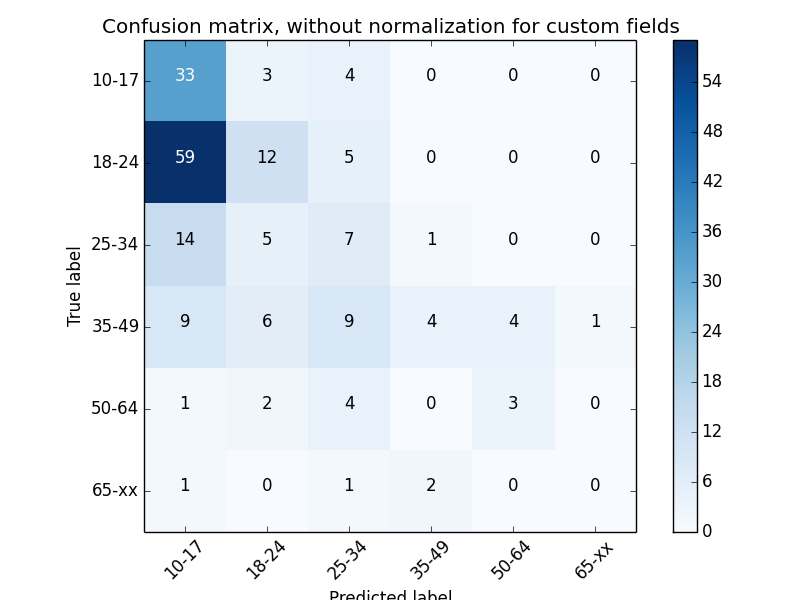 Confusion matrix, without normalization for custom fields
10-17 33 3 4 0 0 0
18-24 59 12 5 0 0 0
25-34 14 5 7 1 0 0
35-49 9 6 9 4 4 1
50-64 1 2 4 0 3 0
65-xx 1 0 1 2 0 0
True label
10-17 18-24 25-34 35-49 50-64 65-xx
Predicted label
54
48
42
36
30
24
18
12
6
0